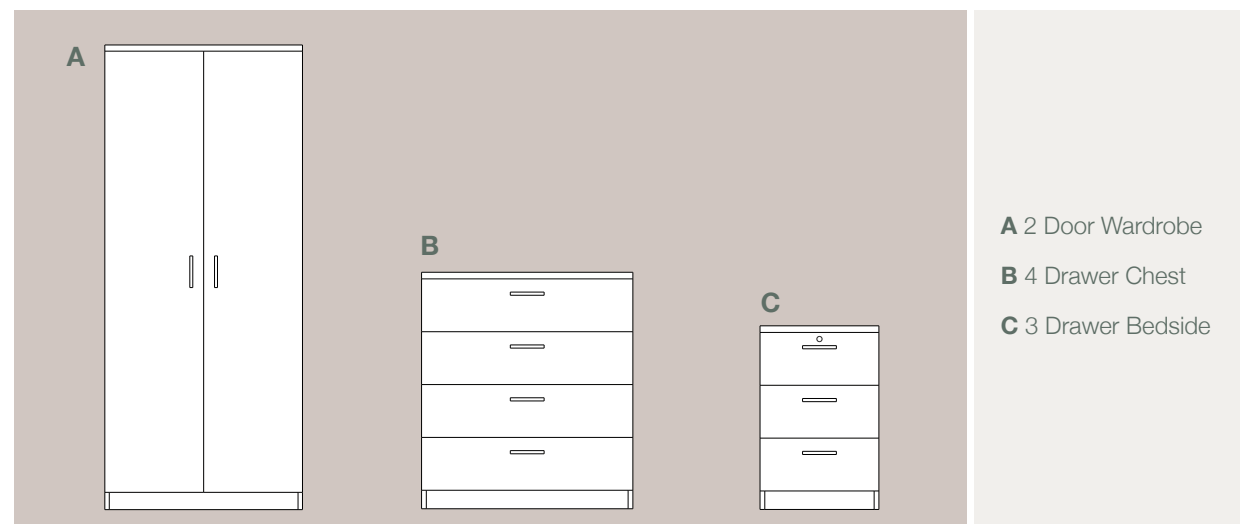 A
B
C
A 2 Door Wardrobe
B 4 Drawer Chest
C 3 Drawer Bedside